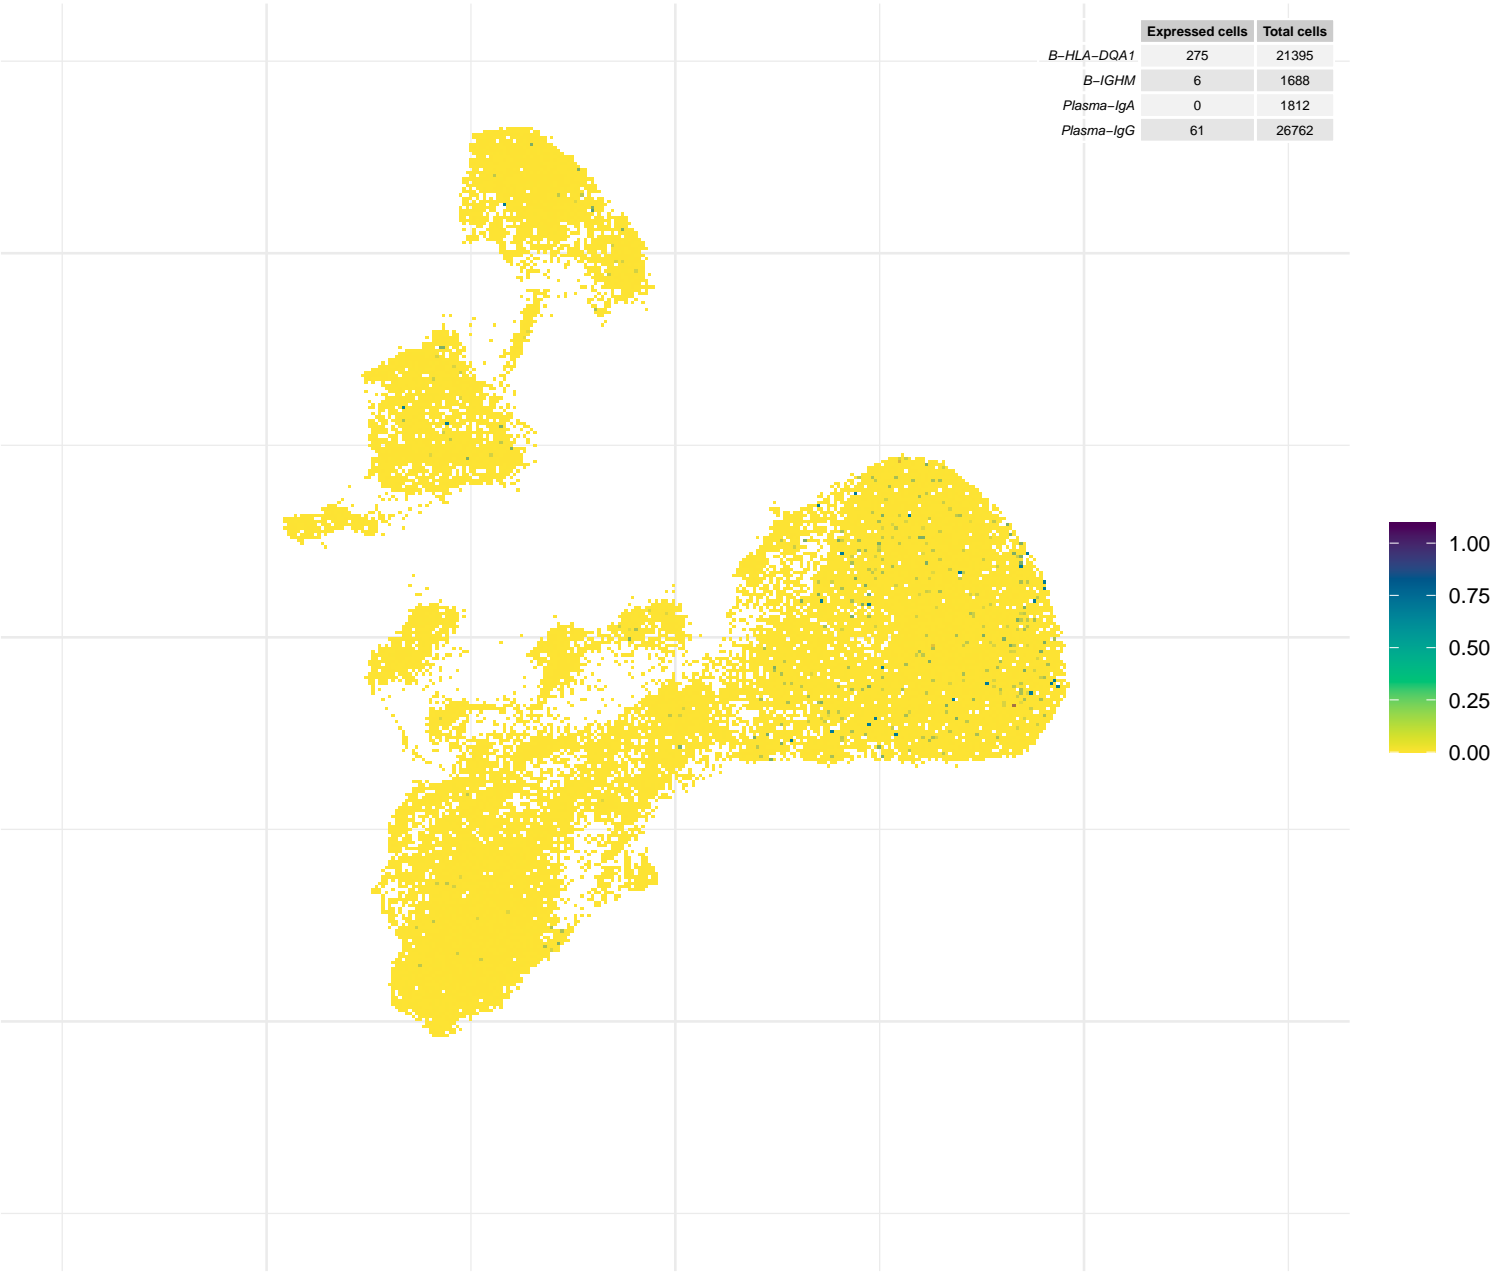 Expressed cells Total cells
B−HLA−DQA1 275 21395
B−IGHM 6 1688
Plasma−IgA 0 1812
Plasma−IgG 61 26762
1.00
0.75
0.50
0.25
0.00